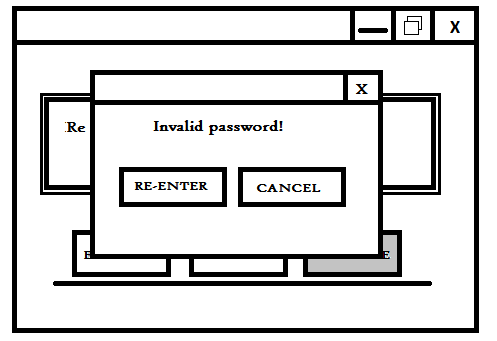 X
X
Re
Invalid password!
RE-ENTER
CANCEL
E
E